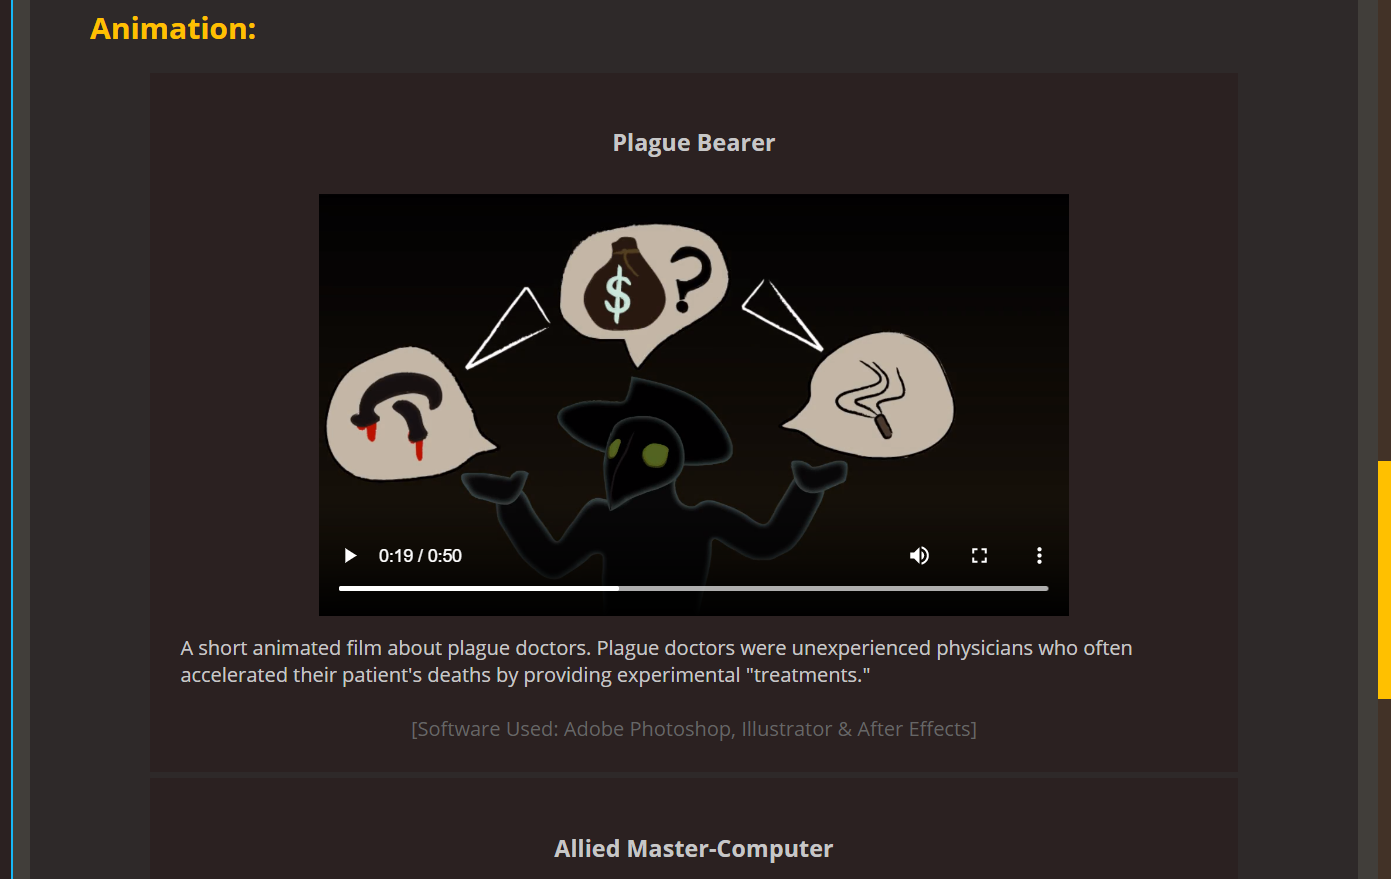 Animation:
Plague Bearer
$
?
0:19 / 0:50
A short animated film about plague doctors. Plague doctors were unexperienced physicians who often
accelerated their patient's deaths by providing experimental "treatments."
[Software Used: Adobe Photoshop, Illustrator & After Effects]
Allied Master-Computer